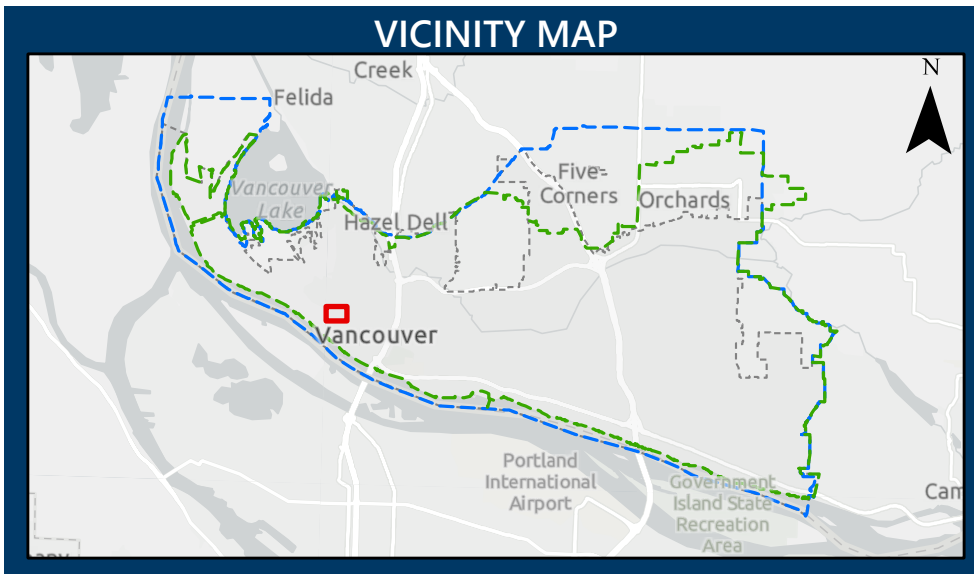 VICINITY MAP
Creek
N
Felida
Five
Corners
Vancouver
Lake
Orchards
Hazel Dell
Vancouver
Portland
International
Airport
Government
Island State
Recreation
Area
Cam